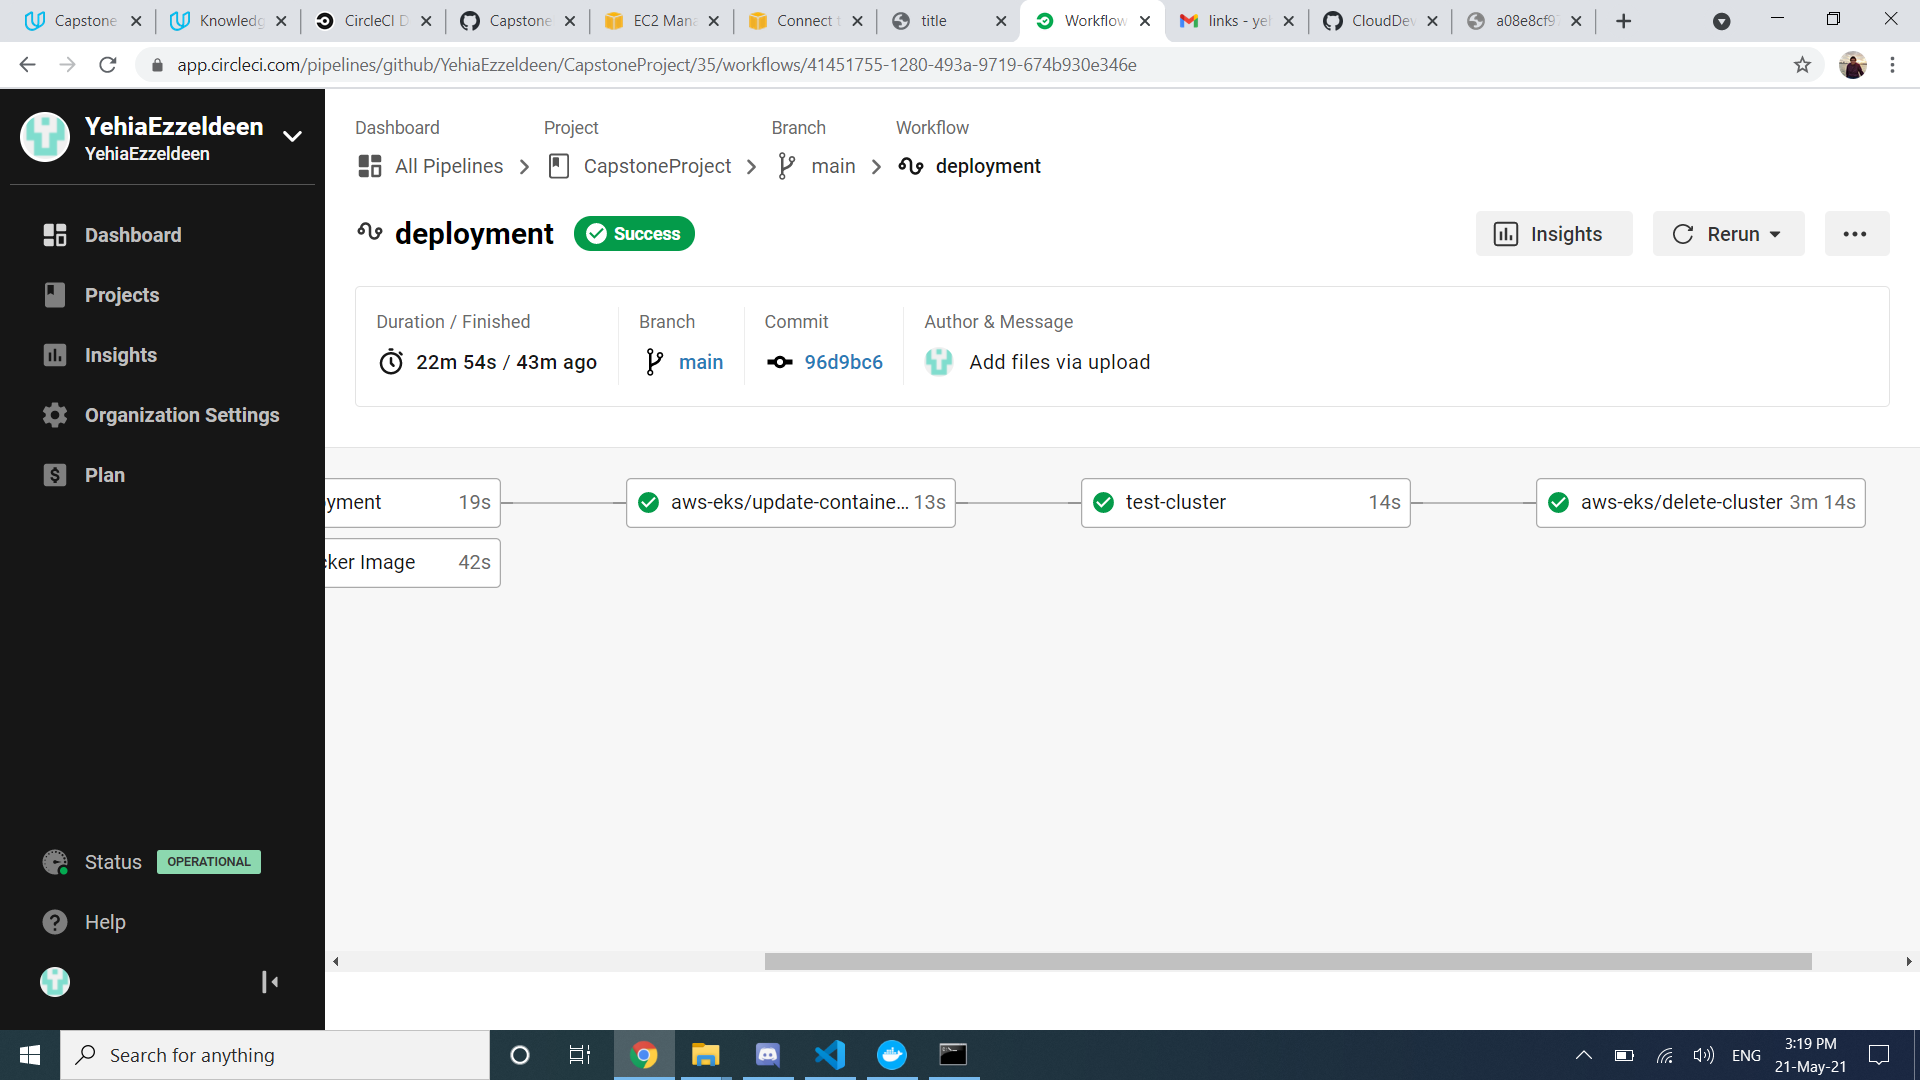 Capstone
Knowledg
CircleCI D
Capstone
EC2 Mana
Connect t
title
Workflow
links - yeh
CloudDev
a08e8cf97
app.circleci.com/pipelines/github/YehiaEzzeldeen/CapstoneProject/35/workflows/41451755-1280-493a-9719-674b930e346e
YehiaEzzeldeen
YehiaEzzeldeen
Dashboard
Projects
Insights
Organization Settings
Plan
Status OPERATIONAL
Help
Dashboard Project Branch Workflow
All Pipelines CapstoneProject main deployment
deployment Success
Insights Rerun
Duration / Finished Branch Commit Author & Message
22m 54s / 43m ago main 96d9bc6 Add files via upload
yment 19s aws-eks/update-containe... 13s test-cluster 14s aws-eks/delete-cluster 3m 14s
cker Image 42s
Search for anything
ENG
3:19 PM
21-May-21